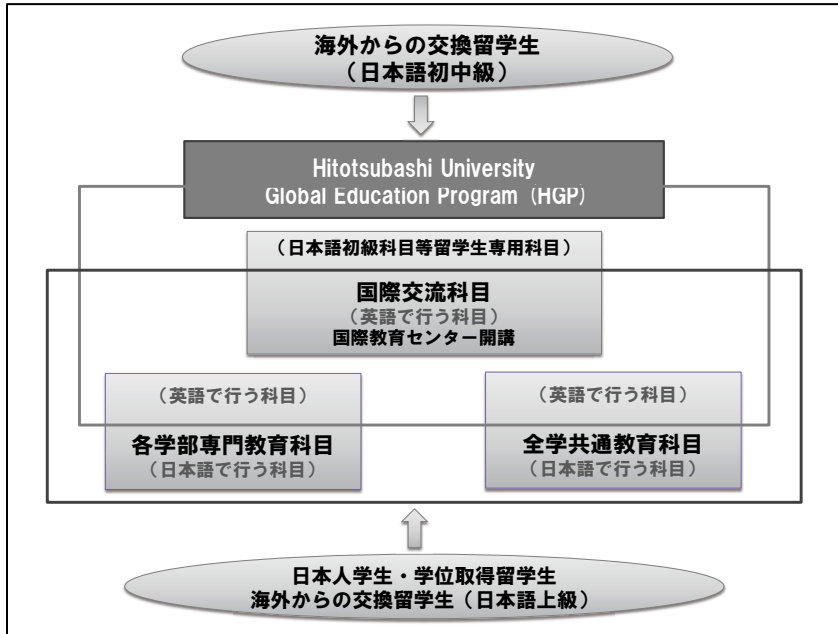 海外からの交換留学生
(日本語初中級)
Hitotsubashi University
Global Education Program (HGP)
(日本語初級科目等留学生専用科目)
国際交流科目
(英語で行う科目)
国際教育センター開講
(英語で行う科目)
各学部専門教育科目
(日本語で行う科目)
(英語で行う科目)
全学共通教育科目
(日本語で行う科目)
日本人学生・学位取得留学生
海外からの交換留学生(日本語上級)